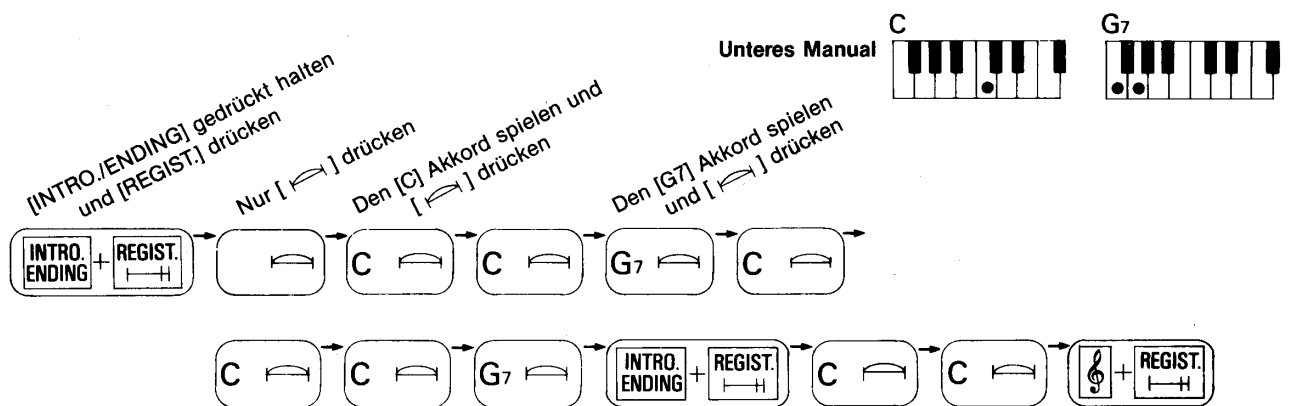 C
G7
Unteres Manual
[INTRO./ENDING] gedrückt halten
und [REGIST.] drücken
Nur [ ] drücken
Den [C] Akkord spielen und
[ ] drücken
Den [G7] Akkord spielen
und [ ] drücken
INTRO. ENDING + REGIST.
C
C
G7
C
C
C
G7
INTRO. ENDING + REGIST.
C
C
𝄞 + REGIST.